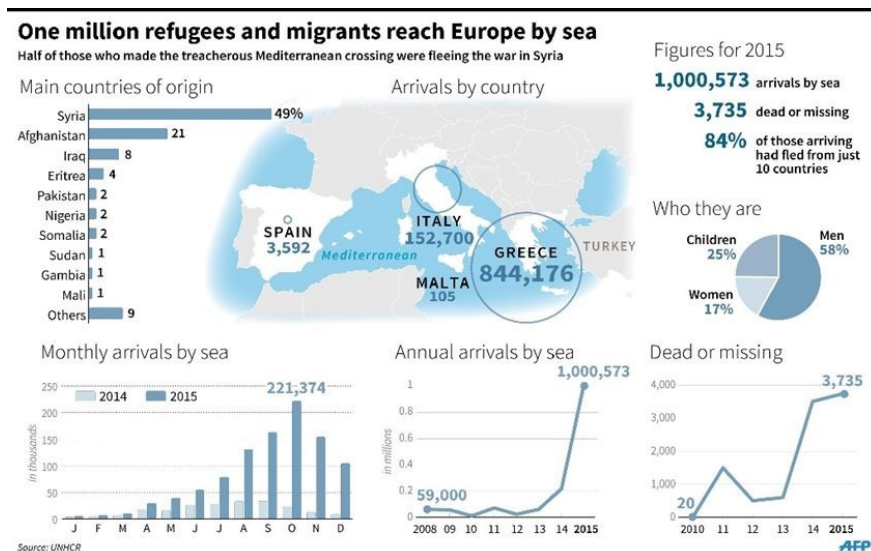 One million refugees and migrants reach Europe by sea
Half of those who made the treacherous Mediterranean crossing were fleeing the war in Syria
Main countries of origin
Syria 49%
Afghanistan 21
Iraq 8
Eritrea 4
Pakistan 2
Nigeria 2
Somalia 2
Sudan 1
Gambia 1
Mali 1
Others 9
Arrivals by country
SPAIN
3,592
Mediterranean
ITALY
152,700
MALTA
105
GREECE
844,176
TURKEY
Figures for 2015
1,000,573 arrivals by sea
3,735 dead or missing
84% of those arriving
had fled from just
10 countries
Who they are
Children
25%
Men
58%
Women
17%
Monthly arrivals by sea
in thousands
250
200
150
100
50
0
2014 2015
221,374
J F M A M J J A S O N D
Annual arrivals by sea
in millions
1
0.8
0.6
0.4
0.2
0
1,000,573
59,000
2008 09 10 11 12 13 14 2015
Dead or missing
4,000
3,000
2,000
1,000
0
3,735
20
2010 11 12 13 14 2015
Source: UNHCR
AFP